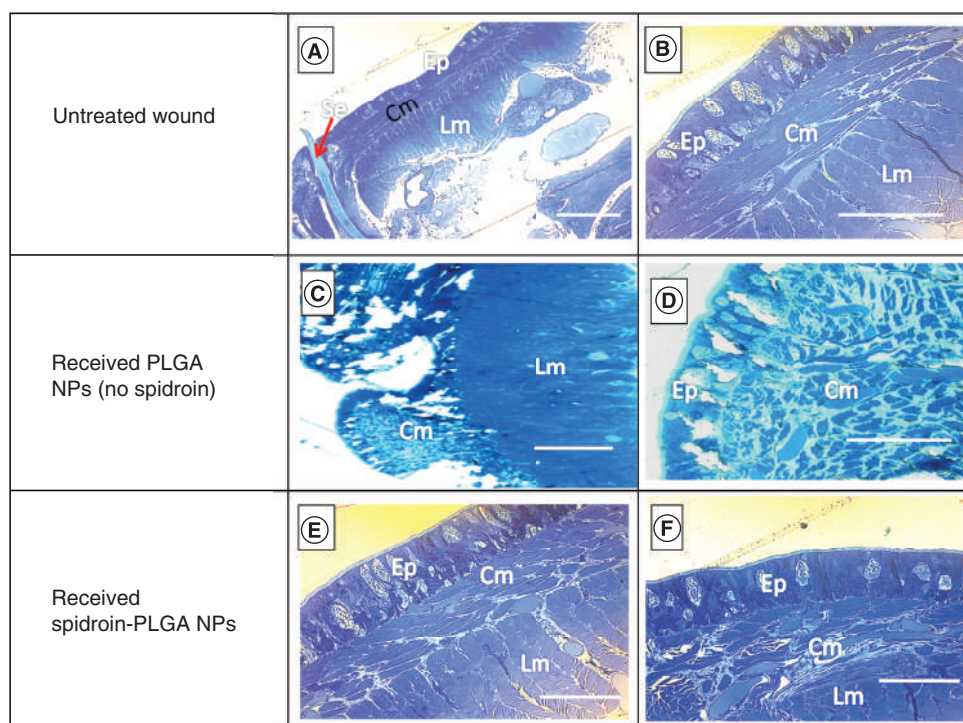 Untreated wound
A
Ep
Se
Cm
Lm
B
Ep
Cm
Lm
Received PLGA
NPs (no spidroin)
C
Lm
Cm
D
Ep
Cm
Received
spidroin-PLGA NPs
E
Ep
Cm
Lm
F
Ep
Cm
Lm